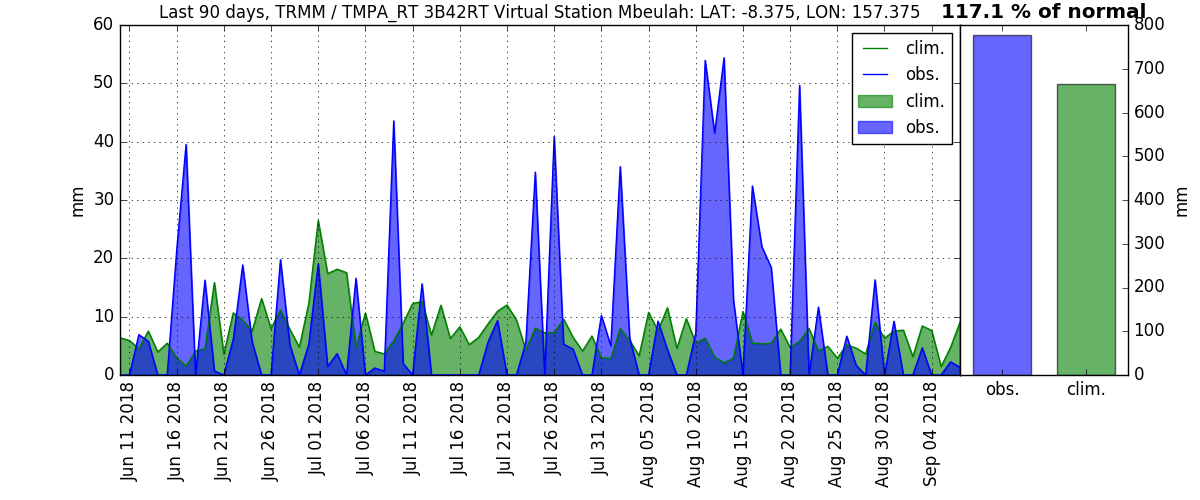 Last 90 days, TRMM / TMPA_RT 3B42RT Virtual Station Mbeulah: LAT: -8.375, LON: 157.375
117.1 % of normal
60
50
40
30
20
10
0
mm
clim.
obs.
clim.
obs.
Jun 11 2018
Jun 16 2018
Jun 21 2018
Jun 26 2018
Jul 01 2018
Jul 06 2018
Jul 11 2018
Jul 16 2018
Jul 21 2018
Jul 26 2018
Jul 31 2018
Aug 05 2018
Aug 10 2018
Aug 15 2018
Aug 20 2018
Aug 25 2018
Aug 30 2018
Sep 04 2018
800
700
600
500
400
300
200
100
0
mm
obs.
clim.